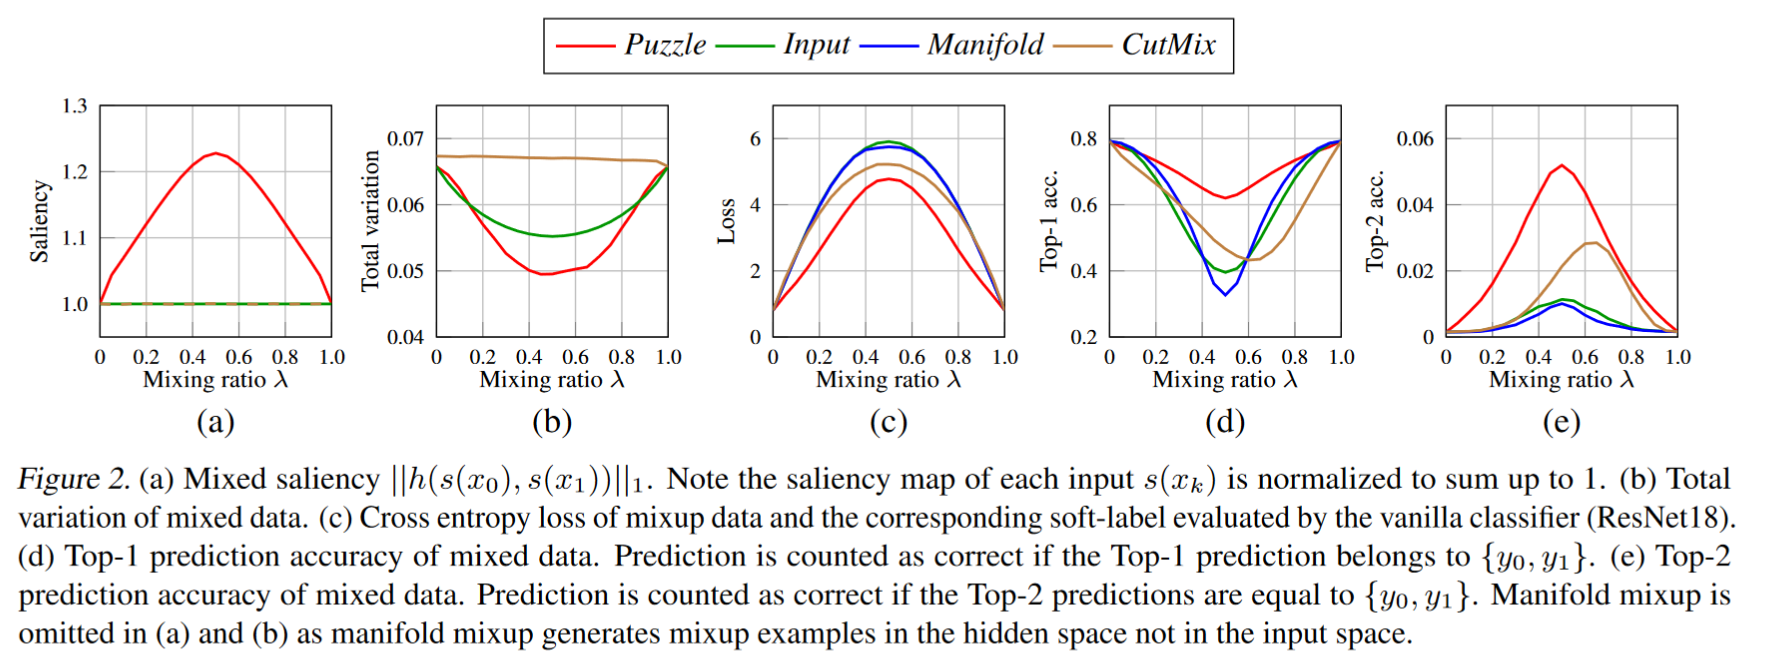 Puzzle Input Manifold CutMix
1.3
1.2
1.1
1.0
Saliency
0 0.2 0.4 0.6 0.8 1.0
Mixing ratio λ
(a)
0.07
0.06
0.05
0.04
Total variation
0 0.2 0.4 0.6 0.8 1.0
Mixing ratio λ
(b)
6
4
2
0
Loss
0 0.2 0.4 0.6 0.8 1.0
Mixing ratio λ
(c)
0.8
0.6
0.4
0.2
Top-1 acc.
0 0.2 0.4 0.6 0.8 1.0
Mixing ratio λ
(d)
0.06
0.04
0.02
0
Top-2 acc.
0 0.2 0.4 0.6 0.8 1.0
Mixing ratio λ
(e)
Figure 2. (a) Mixed saliency ||h(s(x₀), s(x₁))||₁. Note the saliency map of each input s(xₖ) is normalized to sum up to 1. (b) Total
variation of mixed data. (c) Cross entropy loss of mixup data and the corresponding soft-label evaluated by the vanilla classifier (ResNet18).
(d) Top-1 prediction accuracy of mixed data. Prediction is counted as correct if the Top-1 prediction belongs to {y₀, y₁}. (e) Top-2
prediction accuracy of mixed data. Prediction is counted as correct if the Top-2 predictions are equal to {y₀, y₁}. Manifold mixup is
omitted in (a) and (b) as manifold mixup generates mixup examples in the hidden space not in the input space.